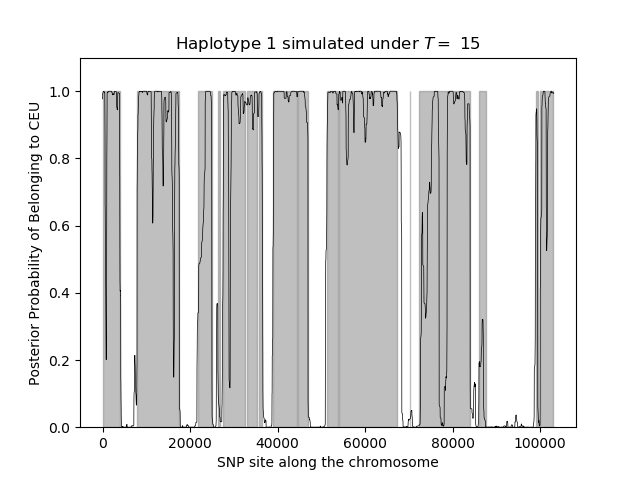 Haplotype 1 simulated under T = 15
Posterior Probability of Belonging to CEU
1.0
0.8
0.6
0.4
0.2
0.0
0 20000 40000 60000 80000 100000
SNP site along the chromosome